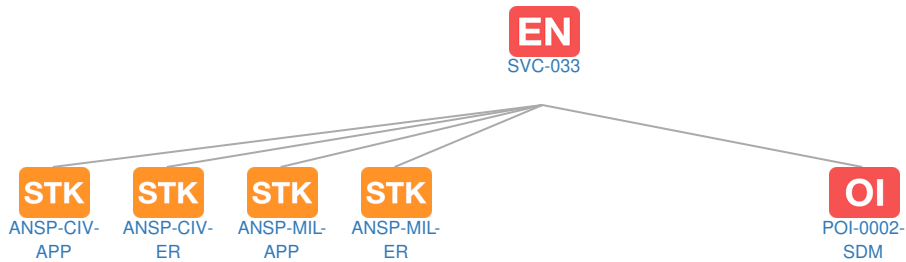 EN
SVC-033
STK STK STK STK OI
ANSP-CIV- ANSP-CIV- ANSP-MIL- ANSP-MIL- POI-0002-
APP ER APP ER SDM